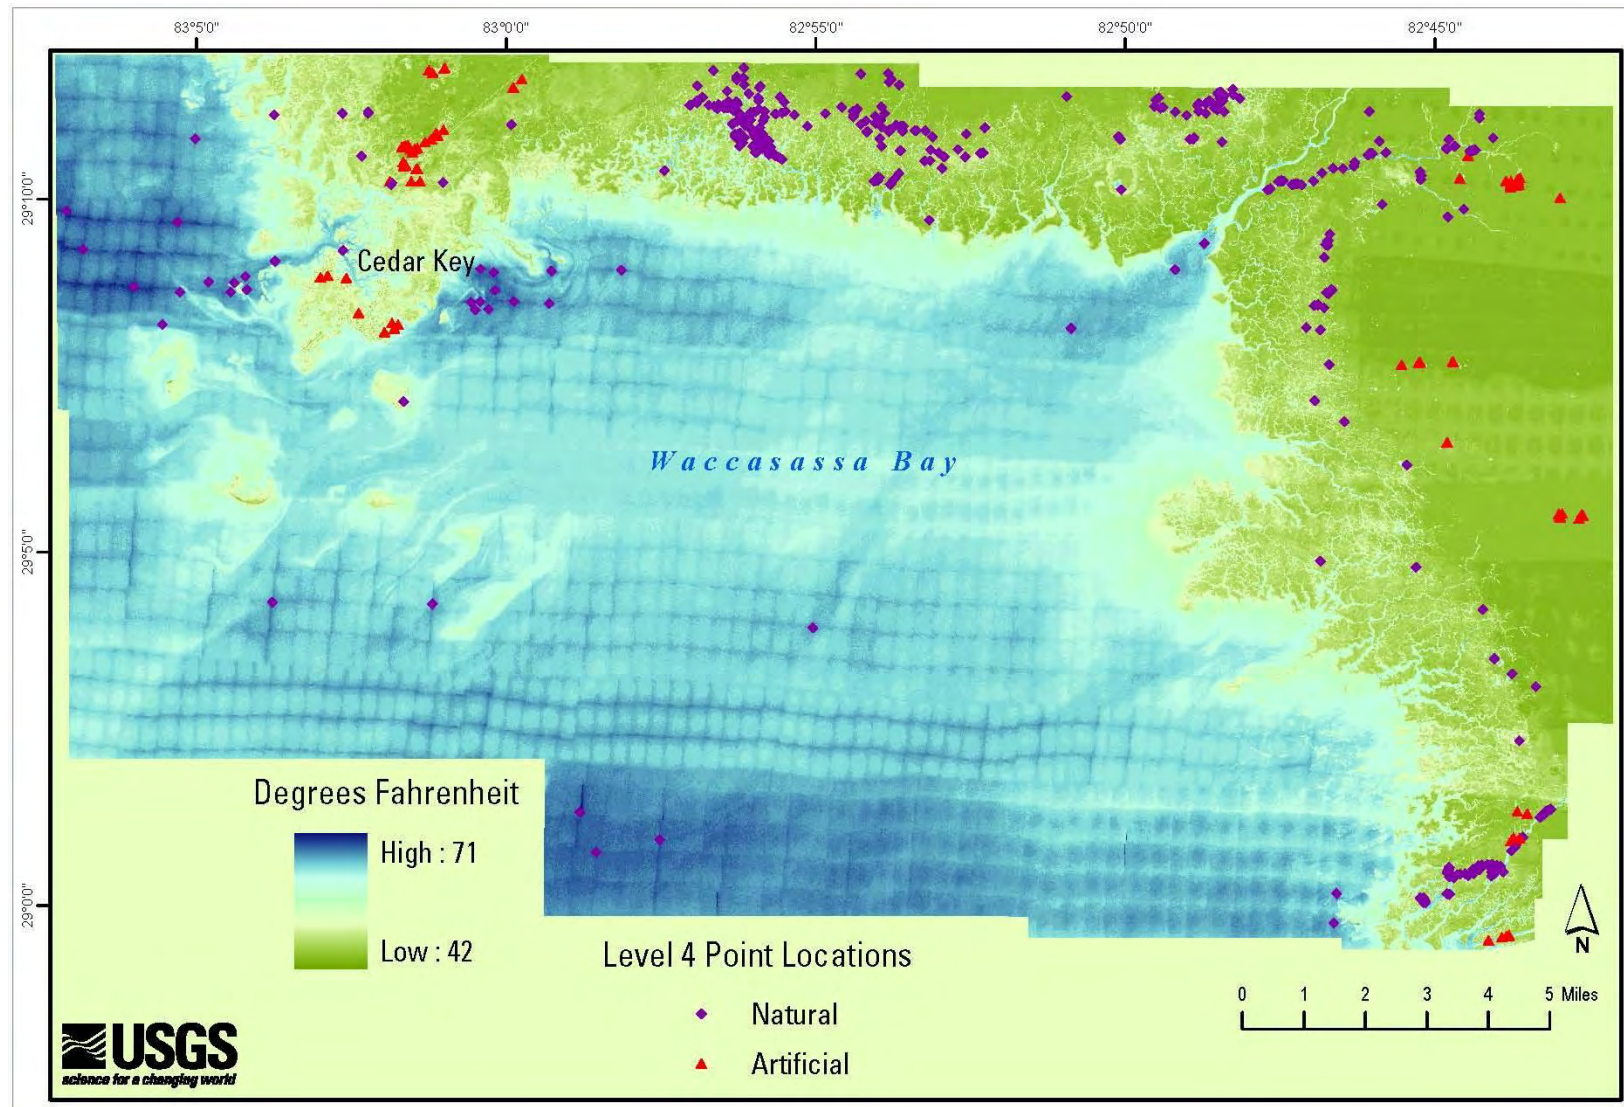 83°5'0" 83°0'0" 82°55'0" 82°50'0" 82°45'0"
29°10'0"
Cedar Key
Waccasassa Bay
29°5'0"
Degrees Fahrenheit
High : 71
Low : 42
29°0'0"
Level 4 Point Locations
Natural
Artificial
N
0 1 2 3 4 5 Miles
USGS
science for a changing world